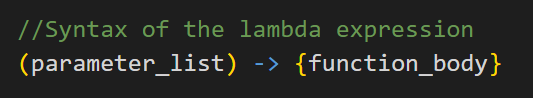 //Syntax of the lambda expression
(parameter_list) -> {function_body}